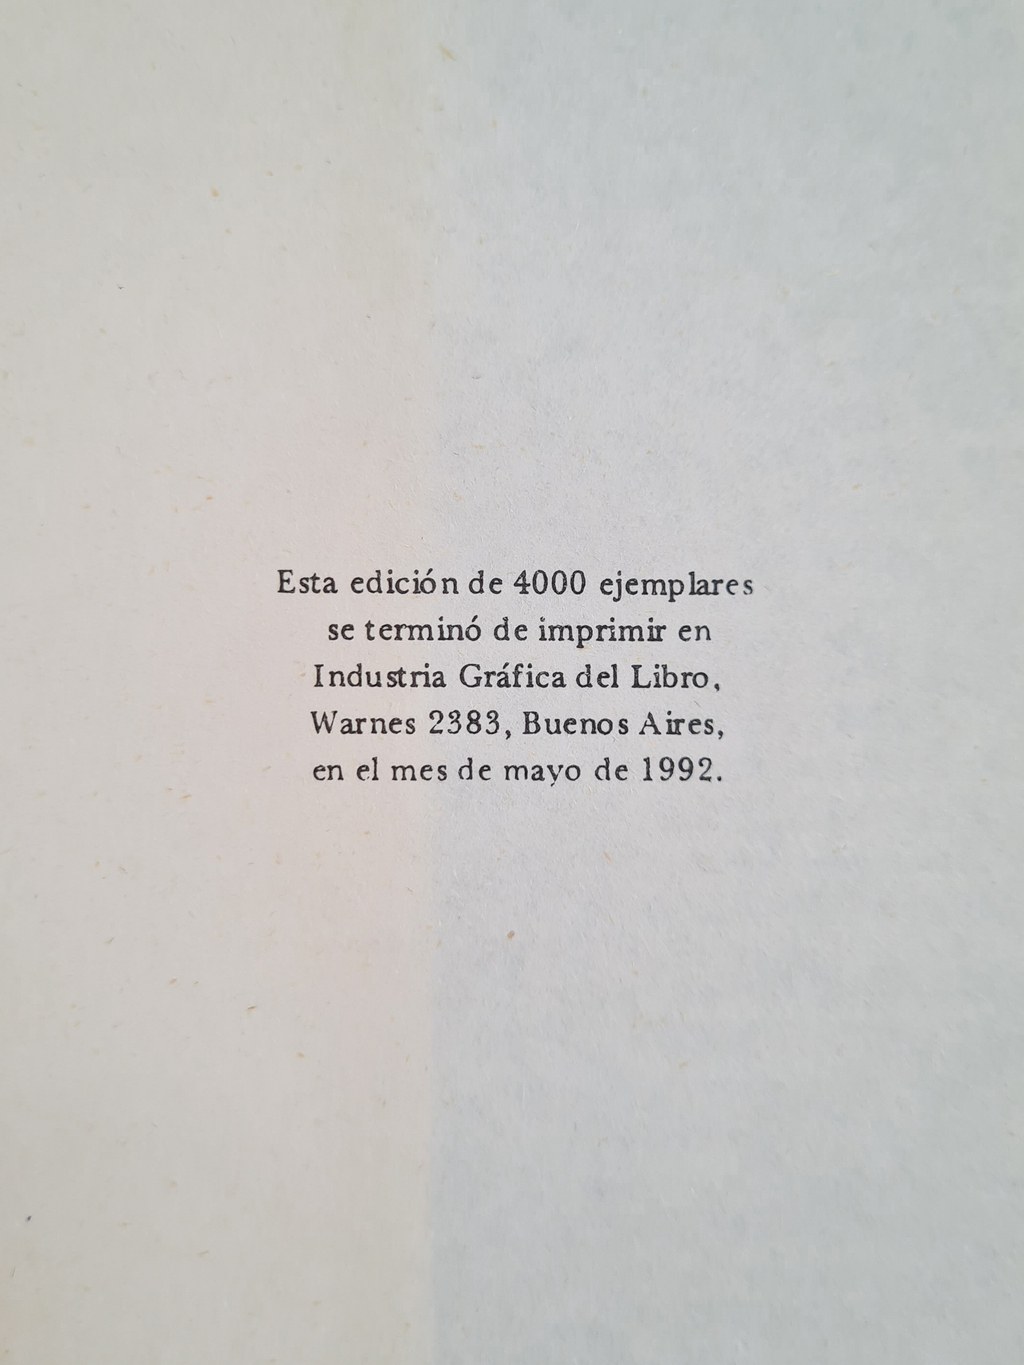 Esta edición de 4000 ejemplares
se terminó de imprimir en
Industria Gráfica del Libro,
Warnes 2383, Buenos Aires,
en el mes de mayo de 1992.